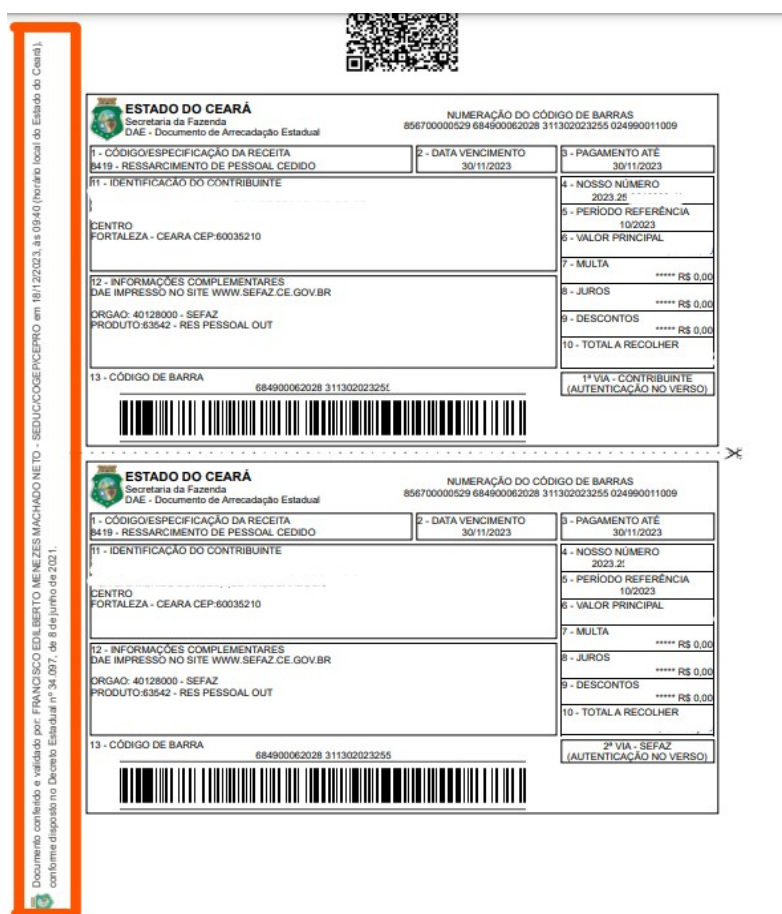 Documento conferido e validado por: FRANCISCO EDILBERTO MENEZES MACHADO NETO - SEDUC/COGEP/CEPRO em 18/12/2023, às 09:40 (horário local do Estado do Ceará),
conforme disposto no Decreto Estadual nº 34.097, de 8 de junho de 2021.
ESTADO DO CEARÁ
Secretaria da Fazenda
DAE - Documento de Arrecadação Estadual
NUMERAÇÃO DO CÓDIGO DE BARRAS
856700000529 684900062028 311302023255 024990011009
1 - CÓDIGO/ESPECIFICAÇÃO DA RECEITA
8419 - RESSARCIMENTO DE PESSOAL CEDIDO
2 - DATA VENCIMENTO
30/11/2023
3 - PAGAMENTO ATÉ
30/11/2023
11 - IDENTIFICAÇÃO DO CONTRIBUINTE
CENTRO
FORTALEZA - CEARA CEP:60035210
4 - NOSSO NÚMERO
2023.25
5 - PERÍODO REFERÊNCIA
10/2023
6 - VALOR PRINCIPAL
7 - MULTA
***** R$ 0,00
8 - JUROS
***** R$ 0,00
9 - DESCONTOS
***** R$ 0,00
10 - TOTAL A RECOLHER
12 - INFORMAÇÕES COMPLEMENTARES
DAE IMPRESSO NO SITE WWW.SEFAZ.CE.GOV.BR
ORGAO: 40128000 - SEFAZ
PRODUTO:63542 - RES PESSOAL OUT
13 - CÓDIGO DE BARRA
684900062028 311302023255
1ª VIA - CONTRIBUINTE
(AUTENTICAÇÃO NO VERSO)
ESTADO DO CEARÁ
Secretaria da Fazenda
DAE - Documento de Arrecadação Estadual
NUMERAÇÃO DO CÓDIGO DE BARRAS
856700000529 684900062028 311302023255 024990011009
1 - CÓDIGO/ESPECIFICAÇÃO DA RECEITA
8419 - RESSARCIMENTO DE PESSOAL CEDIDO
2 - DATA VENCIMENTO
30/11/2023
3 - PAGAMENTO ATÉ
30/11/2023
11 - IDENTIFICAÇÃO DO CONTRIBUINTE
CENTRO
FORTALEZA - CEARA CEP:60035210
4 - NOSSO NÚMERO
5 - PERÍODO REFERÊNCIA
10/2023
6 - VALOR PRINCIPAL
7 - MULTA
***** R$ 0,00
8 - JUROS
***** R$ 0,00
9 - DESCONTOS
***** R$ 0,00
10 - TOTAL A RECOLHER
12 - INFORMAÇÕES COMPLEMENTARES
DAE IMPRESSO NO SITE WWW.SEFAZ.CE.GOV.BR
ORGAO: 40128000 - SEFAZ
PRODUTO:63542 - RES PESSOAL OUT
13 - CÓDIGO DE BARRA
684900062028 311302023255
2ª VIA - SEFAZ
(AUTENTICAÇÃO NO VERSO)